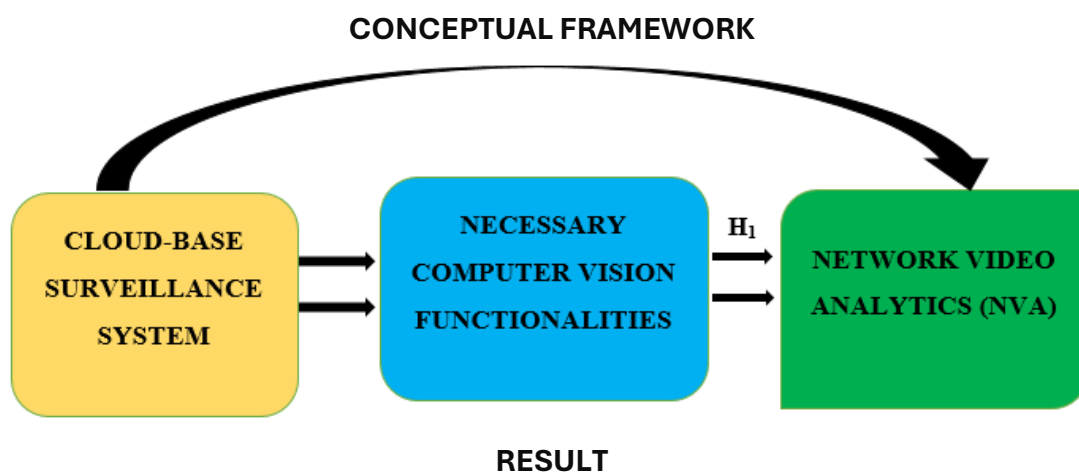 CONCEPTUAL FRAMEWORK
CLOUD-BASE
SURVEILLANCE
SYSTEM
NECESSARY
COMPUTER VISION
FUNCTIONALITIES
H₁
NETWORK VIDEO
ANALYTICS (NVA)
RESULT